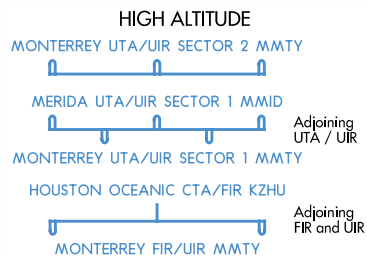 HIGH ALTITUDE
MONTERREY UTA/UIR SECTOR 2 MMTY
MERIDA UTA/UIR SECTOR 1 MMID
Adjoining
UTA / UIR
MONTERREY UTA/UIR SECTOR 1 MMTY
HOUSTON OCEANIC CTA/FIR KZHU
Adjoining
FIR and UIR
MONTERREY FIR/UIR MMTY